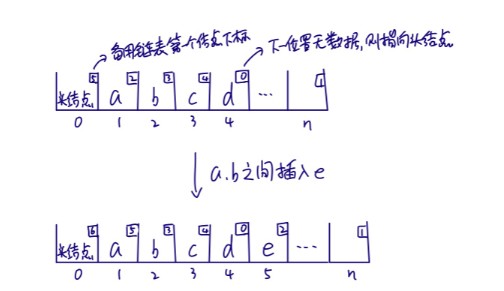 备用链表第一个结点下标
下一位置无数据,则指向头结点
头结点 5 a 2 b 3 c 4 d 0 ... 1
0 1 2 3 4 n
a.b之间插入e
头结点 6 a 5 b 3 c 4 d 0 e 2 ... 1
0 1 2 3 4 5 n